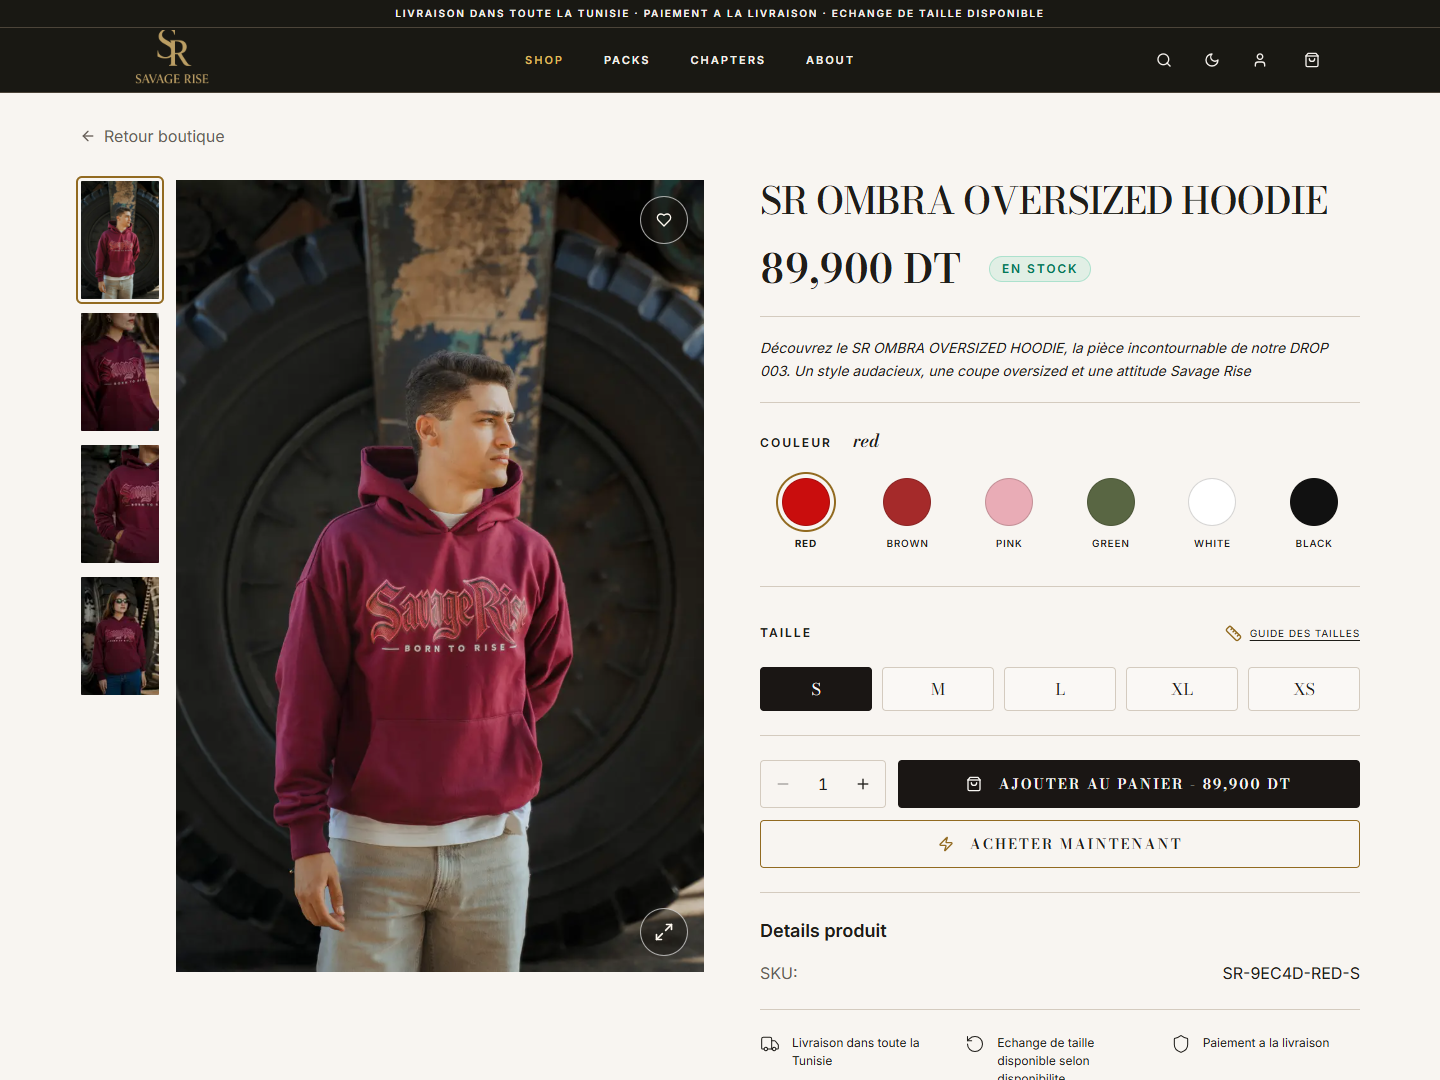 LIVRAISON DANS TOUTE LA TUNISIE · PAIEMENT A LA LIVRAISON · ECHANGE DE TAILLE DISPONIBLE
SR
SAVAGE RISE
SHOP
PACKS
CHAPTERS
ABOUT
Retour boutique
SavageRise
BORN TO RISE
SR OMBRA OVERSIZED HOODIE
89,900 DT
EN STOCK
Découvrez le SR OMBRA OVERSIZED HOODIE, la pièce incontournable de notre DROP
003. Un style audacieux, une coupe oversized et une attitude Savage Rise
COULEUR
red
RED
BROWN
PINK
GREEN
WHITE
BLACK
TAILLE
GUIDE DES TAILLES
S
M
L
XL
XS
1
AJOUTER AU PANIER - 89,900 DT
ACHETER MAINTENANT
Details produit
SKU:
SR-9EC4D-RED-S
Livraison dans toute la
Tunisie
Echange de taille
disponible selon
disponibilite
Paiement a la livraison